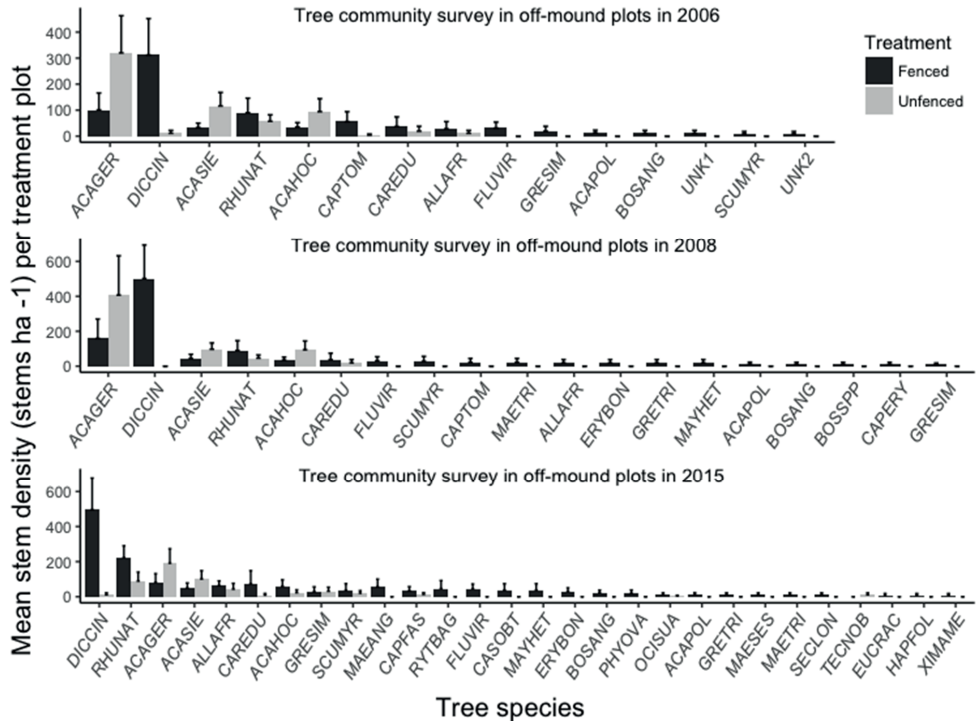 Tree community survey in off-mound plots in 2006
Treatment
Fenced
Unfenced
400
300
200
100
0
ACAGER DICCIN ACASIE RHUNAT ACAHOC CAPTOM CAREDU ALLAFR FLUVIR GRESIM ACAPOL BOSANG UNK1 SCUMYR UNK2
Mean stem density (stems ha -1) per treatment plot
Tree community survey in off-mound plots in 2008
600
400
200
0
ACAGER DICCIN ACASIE RHUNAT ACAHOC CAREDU FLUVIR SCUMYR CAPTOM MAETRI ALLAFR ERYBON GRETRI MAYHET ACAPOL BOSANG BOSSPP CAPERY GRESIM
Tree community survey in off-mound plots in 2015
600
400
200
0
DICCIN RHUNAT ACAGER ACASIE ALLAFR CAREDU ACAHOC GRESIM SCUMYR MAEANG CAPFAS RYTBAG FLUVIR CASOBT MAYHET ERYBON BOSANG PHYOVA OCISUA ACAPOL GRETRI MAESES MAETRI SECLON TECNOB EUCRAC HAPFOL XIMAME
Tree species